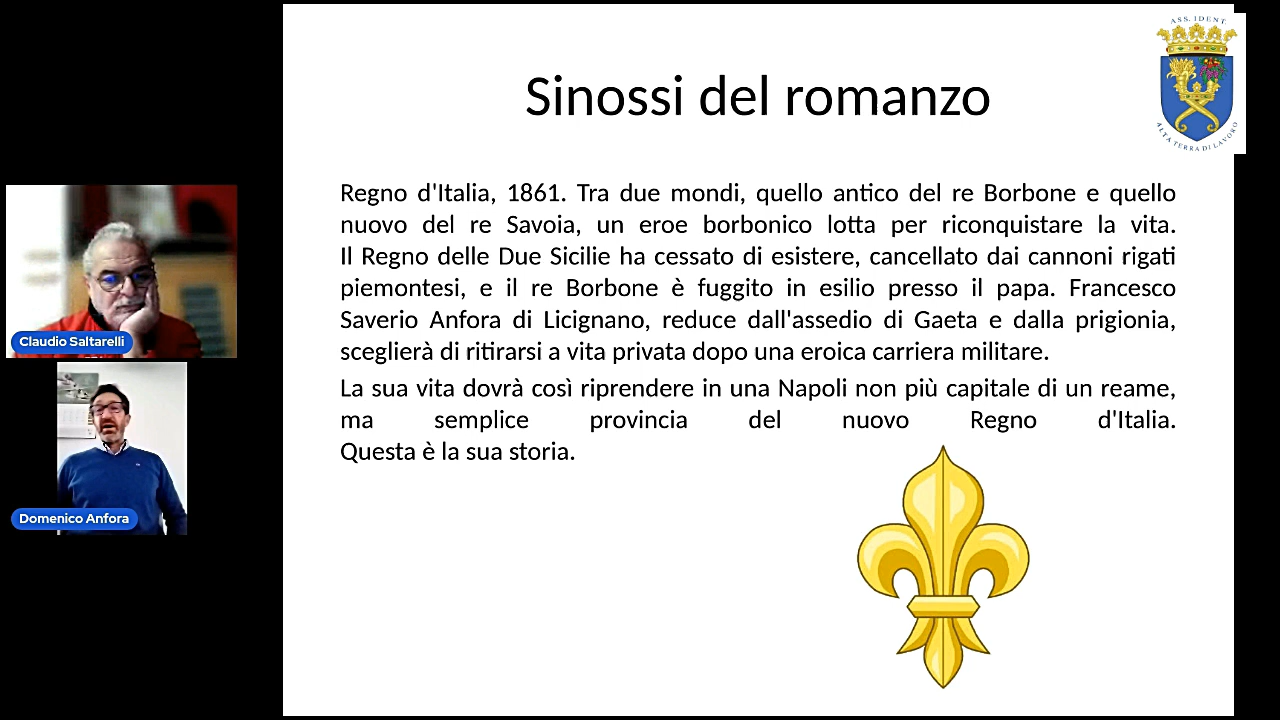 ASS. IDENT.
ALTA TERRA DI LAVORO
Sinossi del romanzo
Regno d'Italia, 1861. Tra due mondi, quello antico del re Borbone e quello
nuovo del re Savoia, un eroe borbonico lotta per riconquistare la vita.
Il Regno delle Due Sicilie ha cessato di esistere, cancellato dai cannoni rigati
piemontesi, e il re Borbone è fuggito in esilio presso il papa. Francesco
Saverio Anfora di Licignano, reduce dall'assedio di Gaeta e dalla prigionia,
sceglierà di ritirarsi a vita privata dopo una eroica carriera militare.
La sua vita dovrà così riprendere in una Napoli non più capitale di un reame,
ma semplice provincia del nuovo Regno d'Italia.
Questa è la sua storia.
Claudio Saltarelli
Domenico Anfora